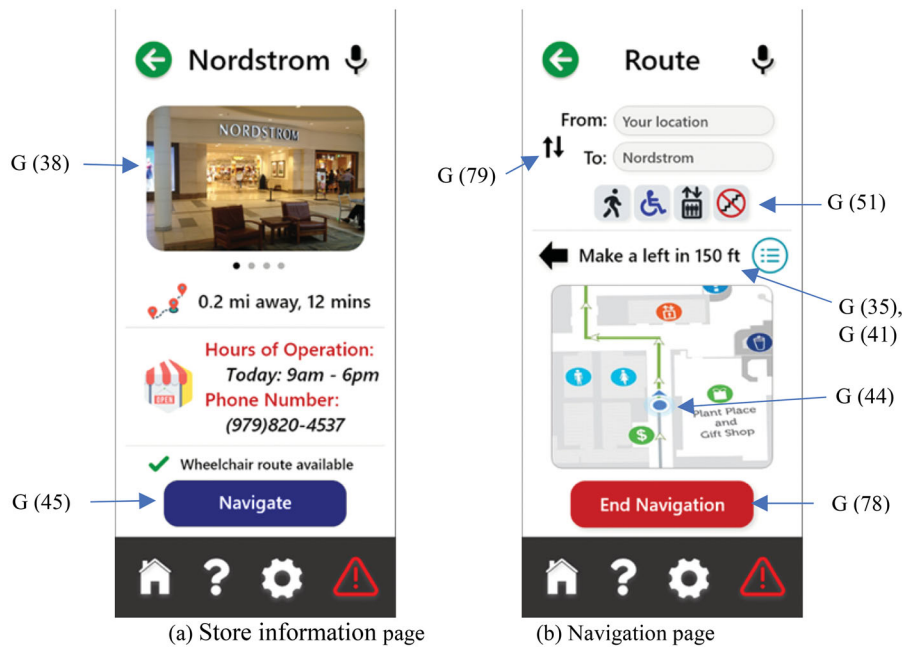 Nordstrom
NORDSTROM
G (38)
0.2 mi away, 12 mins
Hours of Operation:
Today: 9am - 6pm
OPEN
Phone Number:
(979)820-4537
Wheelchair route available
G (45)
Navigate
?
(a) Store information page
Route
From: Your location
To: Nordstrom
G (79)
G (51)
Make a left in 150 ft
G (35),
G (41)
G (44)
Plant Place
and
Gift Shop
$
End Navigation
G (78)
?
(b) Navigation page